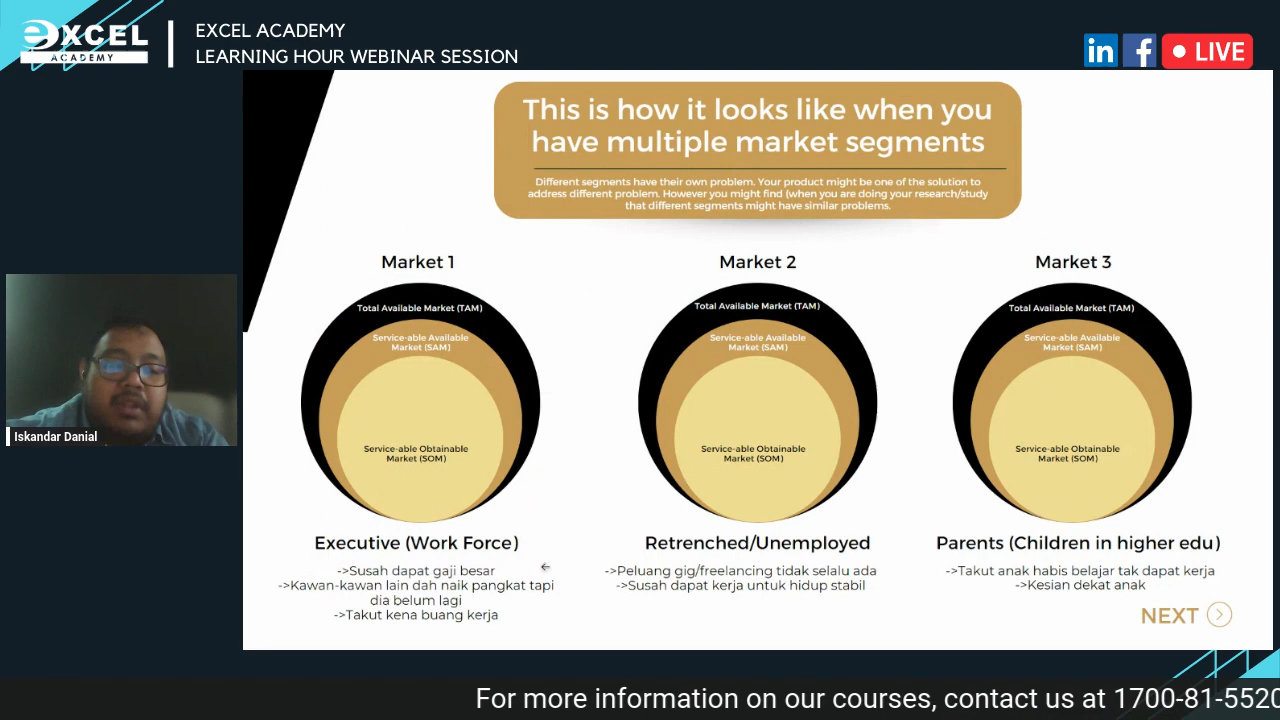 eXCEL
ACADEMY
EXCEL ACADEMY
LEARNING HOUR WEBINAR SESSION
in
f
LIVE
This is how it looks like when you
have multiple market segments
Different segments have their own problem. Your product might be one of the solution to
address different problem. However you might find (when you are doing your research/study
that different segments might have similar problems.
Market 1
Total Available Market (TAM)
Service-able Available
Market (SAM)
Service-able Obtainable
Market (SOM)
Executive (Work Force)
->Susah dapat gaji besar
->Kawan-kawan lain dah naik pangkat tapi
dia belum lagi
->Takut kena buang kerja
Market 2
Total Available Market (TAM)
Service-able Available
Market (SAM)
Service-able Obtainable
Market (SOM)
Retrenched/Unemployed
->Peluang gig/freelancing tidak selalu ada
->Susah dapat kerja untuk hidup stabil
Market 3
Total Available Market (TAM)
Service-able Available
Market (SAM)
Service-able Obtainable
Market (SOM)
Parents (Children in higher edu)
->Takut anak habis belajar tak dapat kerja
->Kesian dekat anak
NEXT
Iskandar Danial
For more information on our courses, contact us at 1700-81-5520